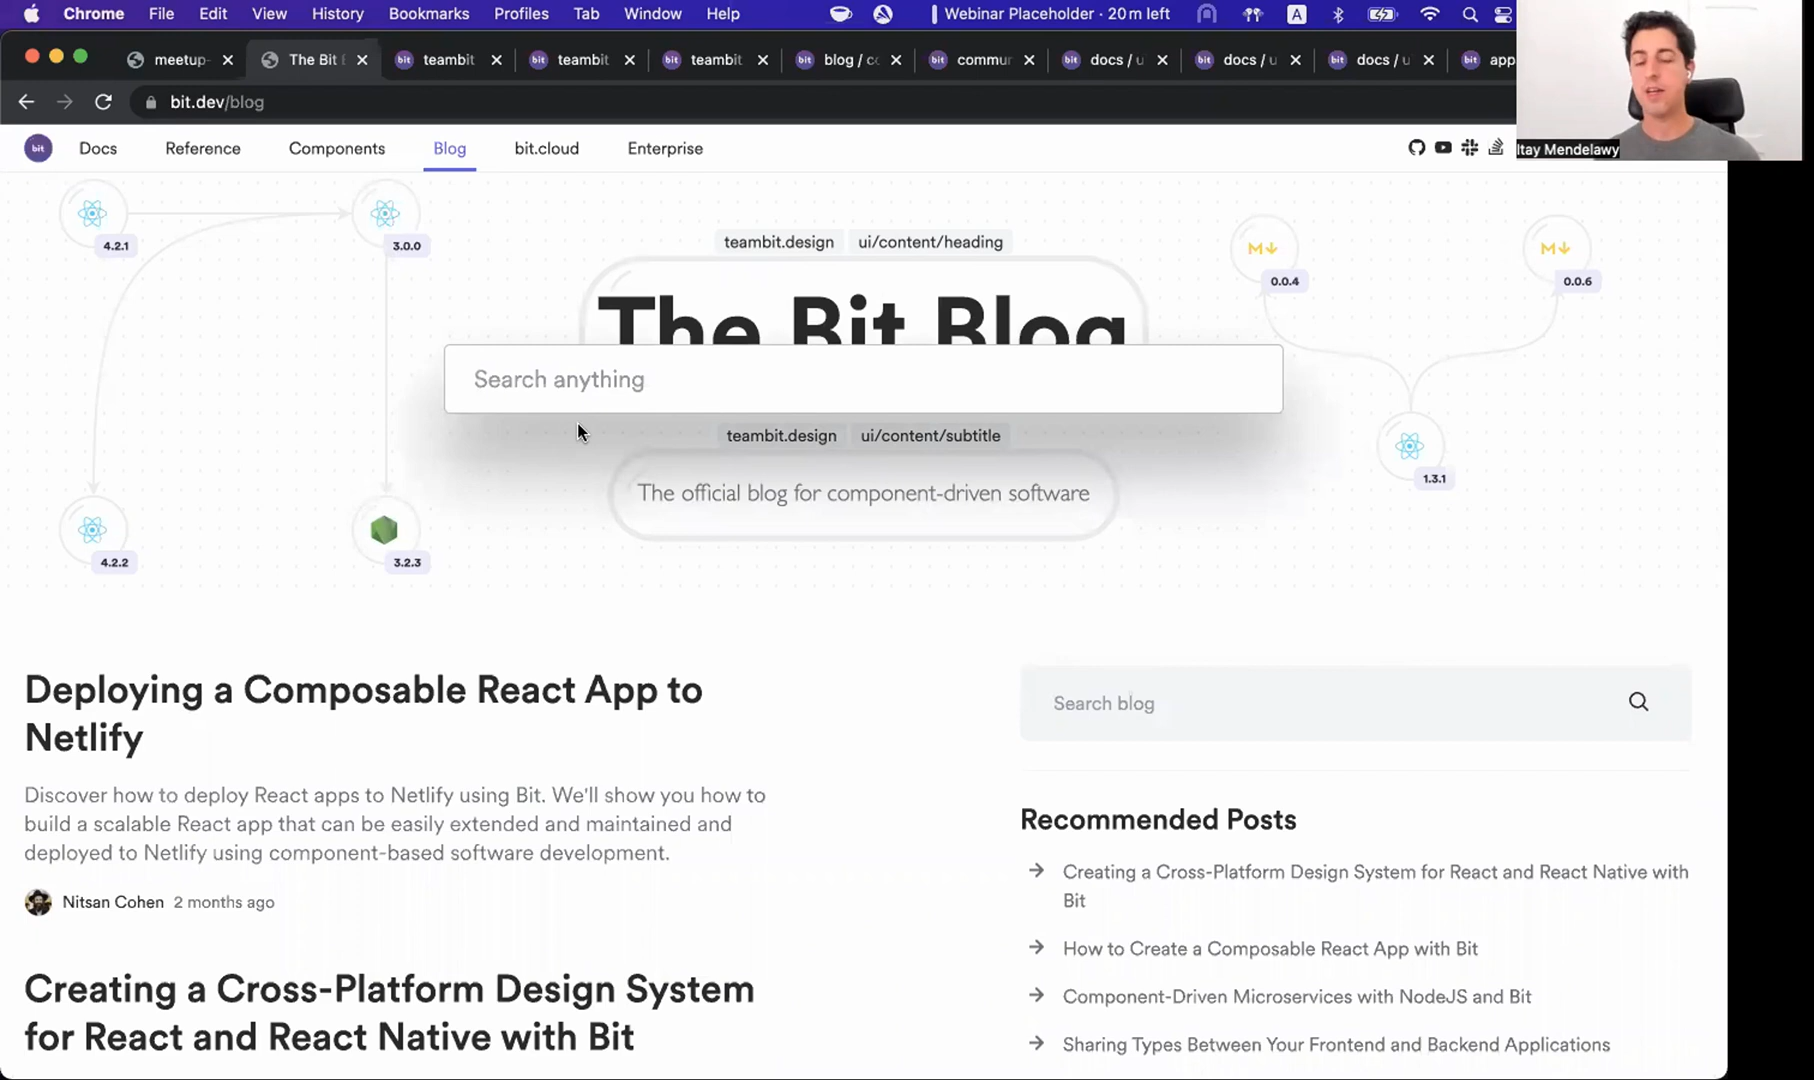 Chrome File Edit View History Bookmarks Profiles Tab Window Help A Webinar Placeholder · 20 m left
meetup- The Bit teambit teambit teambit blog / co commun docs / u docs / u docs / u app
bit.dev/blog
bit Docs Reference Components Blog bit.cloud Enterprise
Itay Mendelawy
4.2.1
3.0.0
teambit.design ui/content/heading
0.0.4
0.0.6
The Bit Blog
Search anything
teambit.design ui/content/subtitle
1.3.1
The official blog for component-driven software
4.2.2
3.2.3
Deploying a Composable React App to
Netlify
Discover how to deploy React apps to Netlify using Bit. We'll show you how to
build a scalable React app that can be easily extended and maintained and
deployed to Netlify using component-based software development.
Nitsan Cohen 2 months ago
Creating a Cross-Platform Design System
for React and React Native with Bit
Search blog
Recommended Posts
Creating a Cross-Platform Design System for React and React Native with
Bit
How to Create a Composable React App with Bit
Component-Driven Microservices with NodeJS and Bit
Sharing Types Between Your Frontend and Backend Applications